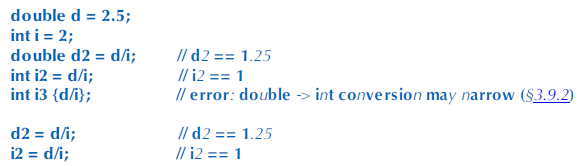 double d = 2.5;
int i = 2;
double d2 = d/i; // d2 == 1.25
int i2 = d/i; // i2 == 1
int i3 {d/i}; // error: double -> int conversion may narrow (§3.9.2)
d2 = d/i; // d2 == 1.25
i2 = d/i; // i2 == 1